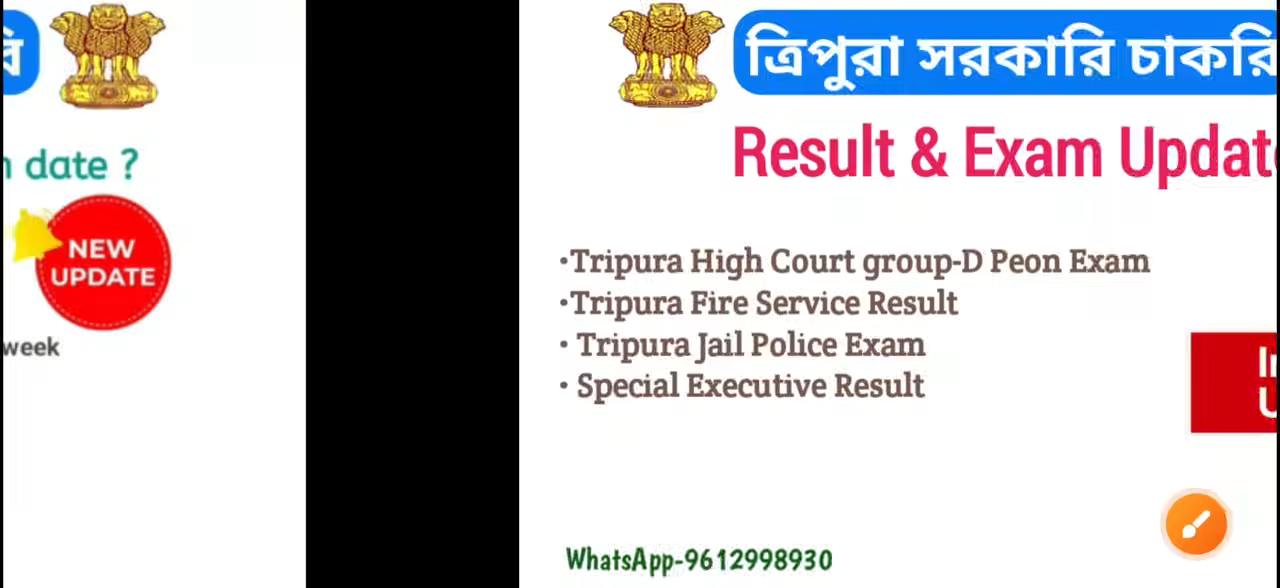 date ?
NEW
UPDATE
week
ত্রিপুরা সরকারি চাকরি
Result & Exam Updat
•Tripura High Court group-D Peon Exam
•Tripura Fire Service Result
• Tripura Jail Police Exam
• Special Executive Result
WhatsApp-9612998930